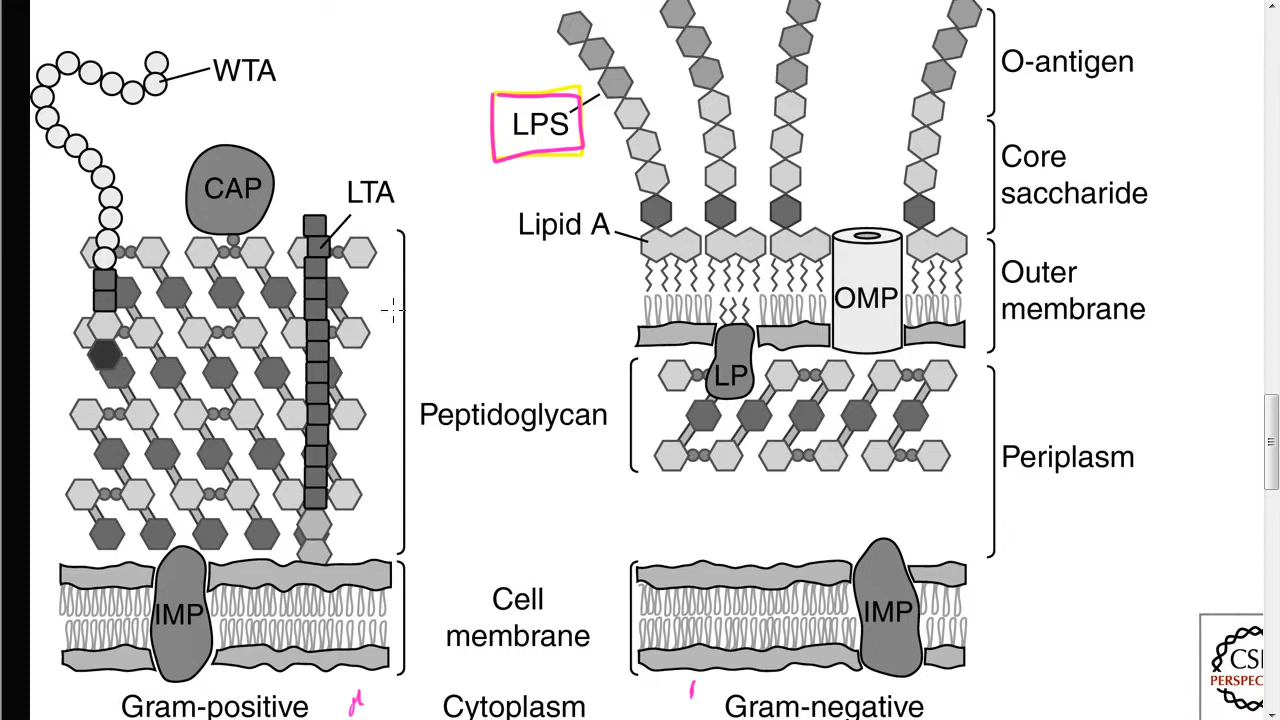 WTA
CAP
LTA
LPS
Lipid A
O-antigen
Core
saccharide
Outer
membrane
OMP
LP
Peptidoglycan
Periplasm
IMP
Cell
membrane
IMP
Gram-positive
Cytoplasm
Gram-negative
PERSPEC